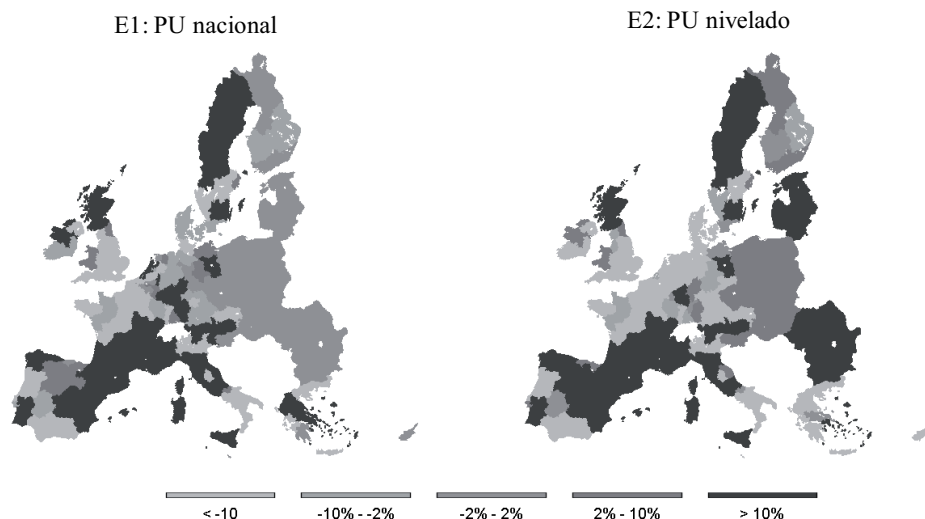 E1: PU nacional
E2: PU nivelado
< -10
-10% - -2%
-2% - 2%
2% - 10%
> 10%